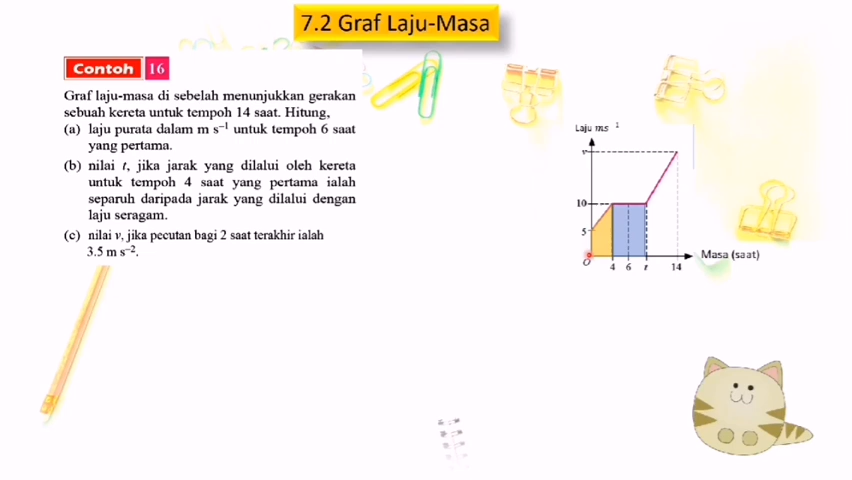 7.2 Graf Laju-Masa
Contoh 16
Graf laju-masa di sebelah menunjukkan gerakan
sebuah kereta untuk tempoh 14 saat. Hitung,
(a) laju purata dalam m s⁻¹ untuk tempoh 6 saat
yang pertama.
(b) nilai t, jika jarak yang dilalui oleh kereta
untuk tempoh 4 saat yang pertama ialah
separuh daripada jarak yang dilalui dengan
laju seragam.
(c) nilai v, jika pecutan bagi 2 saat terakhir ialah
3.5 m s⁻².
Laju ms⁻¹
v
10
5
O
4 6 t 14
Masa (saat)